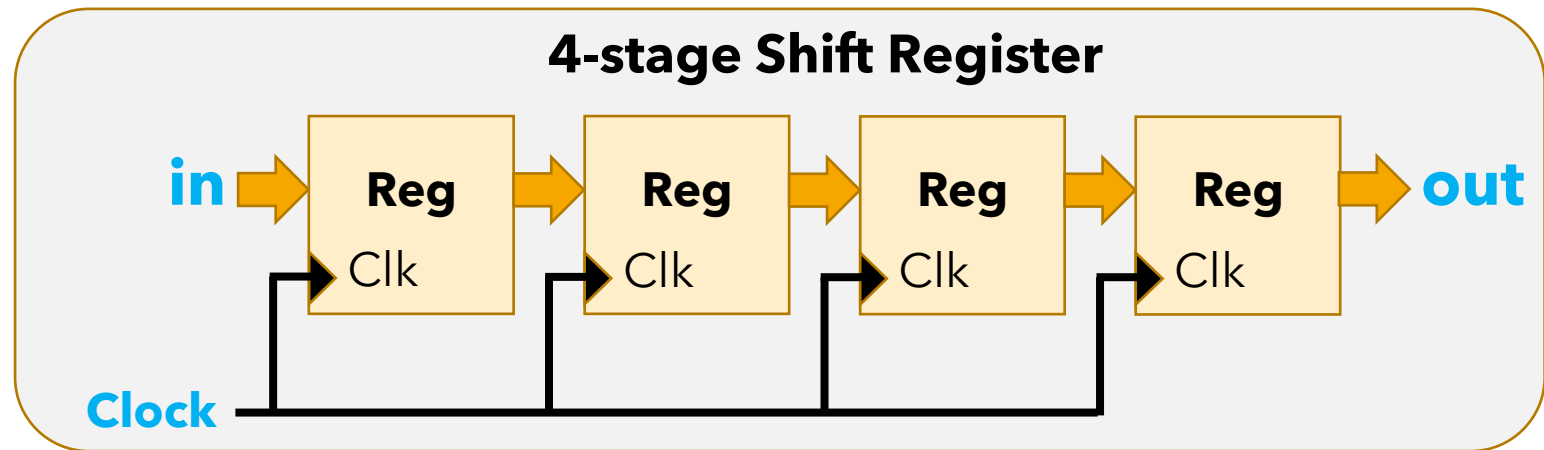 4-stage Shift Register
in Reg Reg Reg Reg out
Clk Clk Clk Clk
Clock